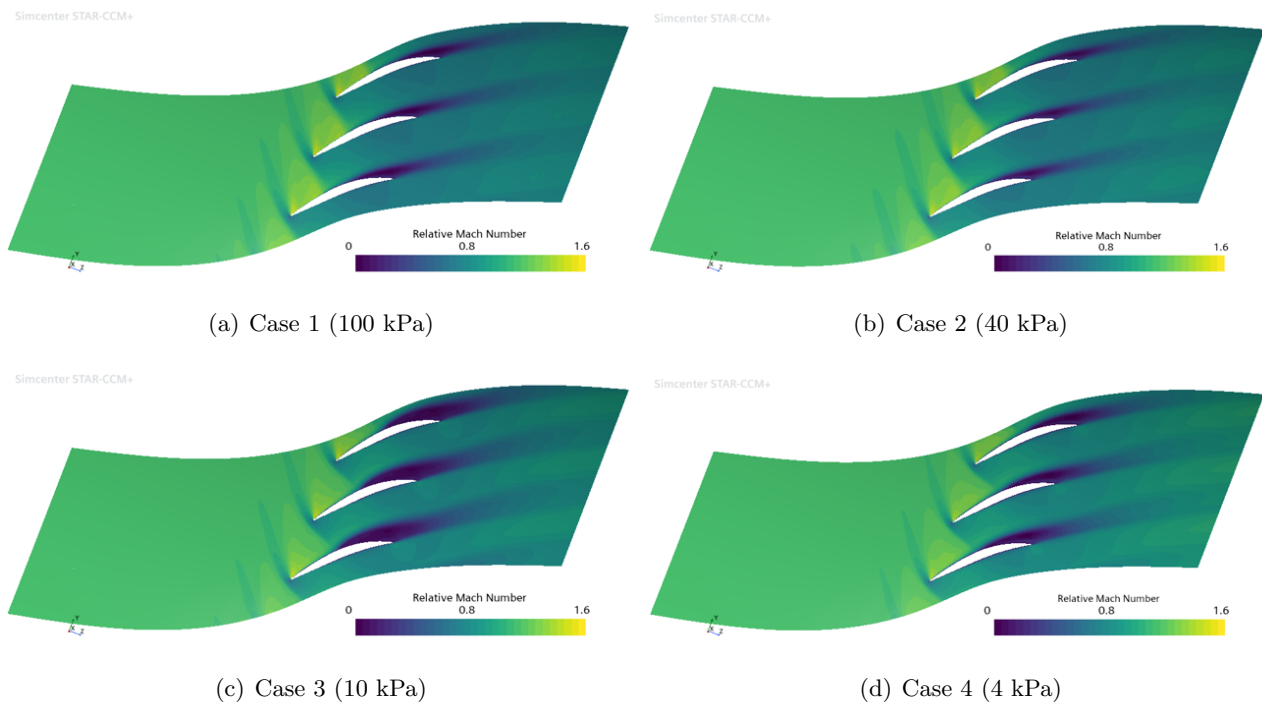 Simcenter STAR-CCM+
Simcenter STAR-CCM+
Relative Mach Number
0 0.8 1.6
Relative Mach Number
0 0.8 1.6
(a) Case 1 (100 kPa)
(b) Case 2 (40 kPa)
Simcenter STAR-CCM+
Simcenter STAR-CCM+
Relative Mach Number
0 0.8 1.6
Relative Mach Number
0 0.8 1.6
(c) Case 3 (10 kPa)
(d) Case 4 (4 kPa)